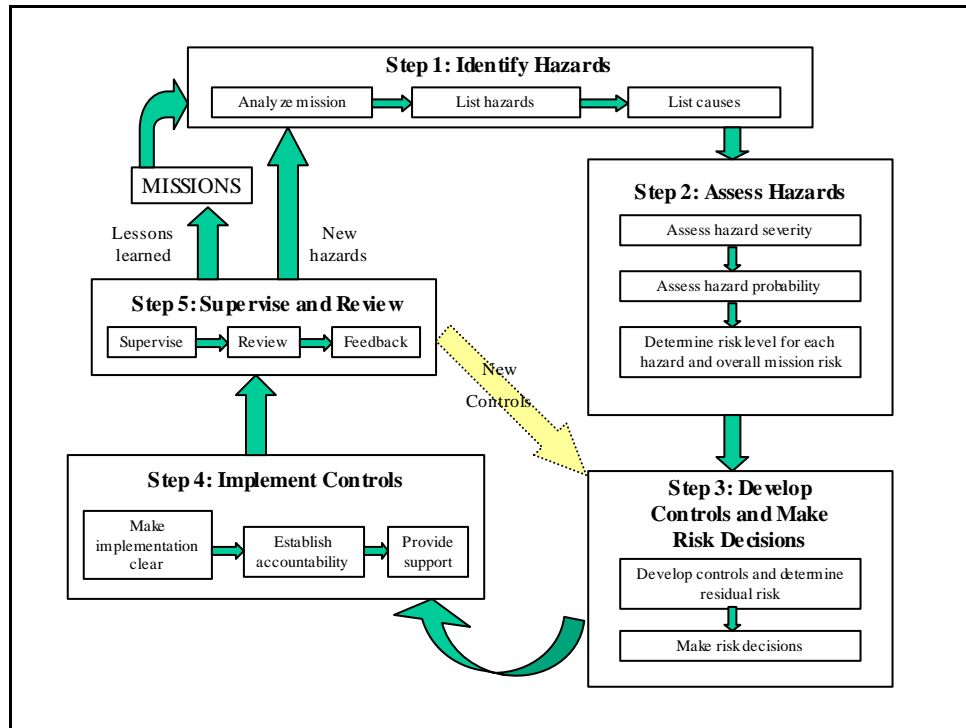 Step 1: Identify Hazards
Analyze mission
List hazards
List causes
MISSIONS
Lessons
learned
New
hazards
Step 2: Assess Hazards
Assess hazard severity
Assess hazard probability
Determine risk level for each
hazard and overall mission risk
Step 5: Supervise and Review
Supervise
Review
Feedback
New
Controls
Step 3: Develop
Controls and Make
Risk Decisions
Develop controls and determine
residual risk
Make risk decisions
Step 4: Implement Controls
Make
implementation
clear
Establish
accountability
Provide
support